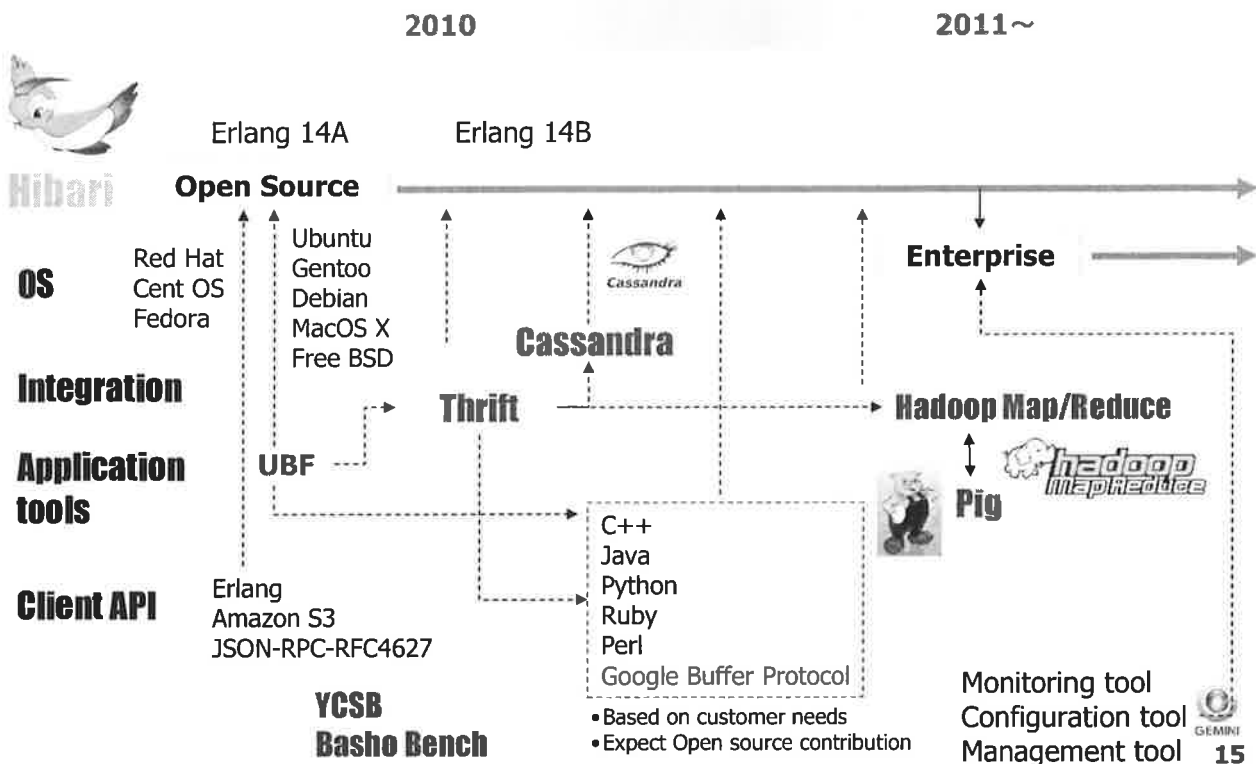 2010
2011～
Hibari
Erlang 14A
Erlang 14B
Open Source
OS
Red Hat
Cent OS
Fedora
Ubuntu
Gentoo
Debian
MacOS X
Free BSD
Cassandra
Cassandra
Enterprise
Integration
Thrift
Hadoop Map/Reduce
Application
tools
UBF
hadoop
MapReduce
Pig
Client API
Erlang
Amazon S3
JSON-RPC-RFC4627
C++
Java
Python
Ruby
Perl
Google Buffer Protocol
YCSB
Basho Bench
•Based on customer needs
•Expect Open source contribution
Monitoring tool
Configuration tool
Management tool
GEMINI
15